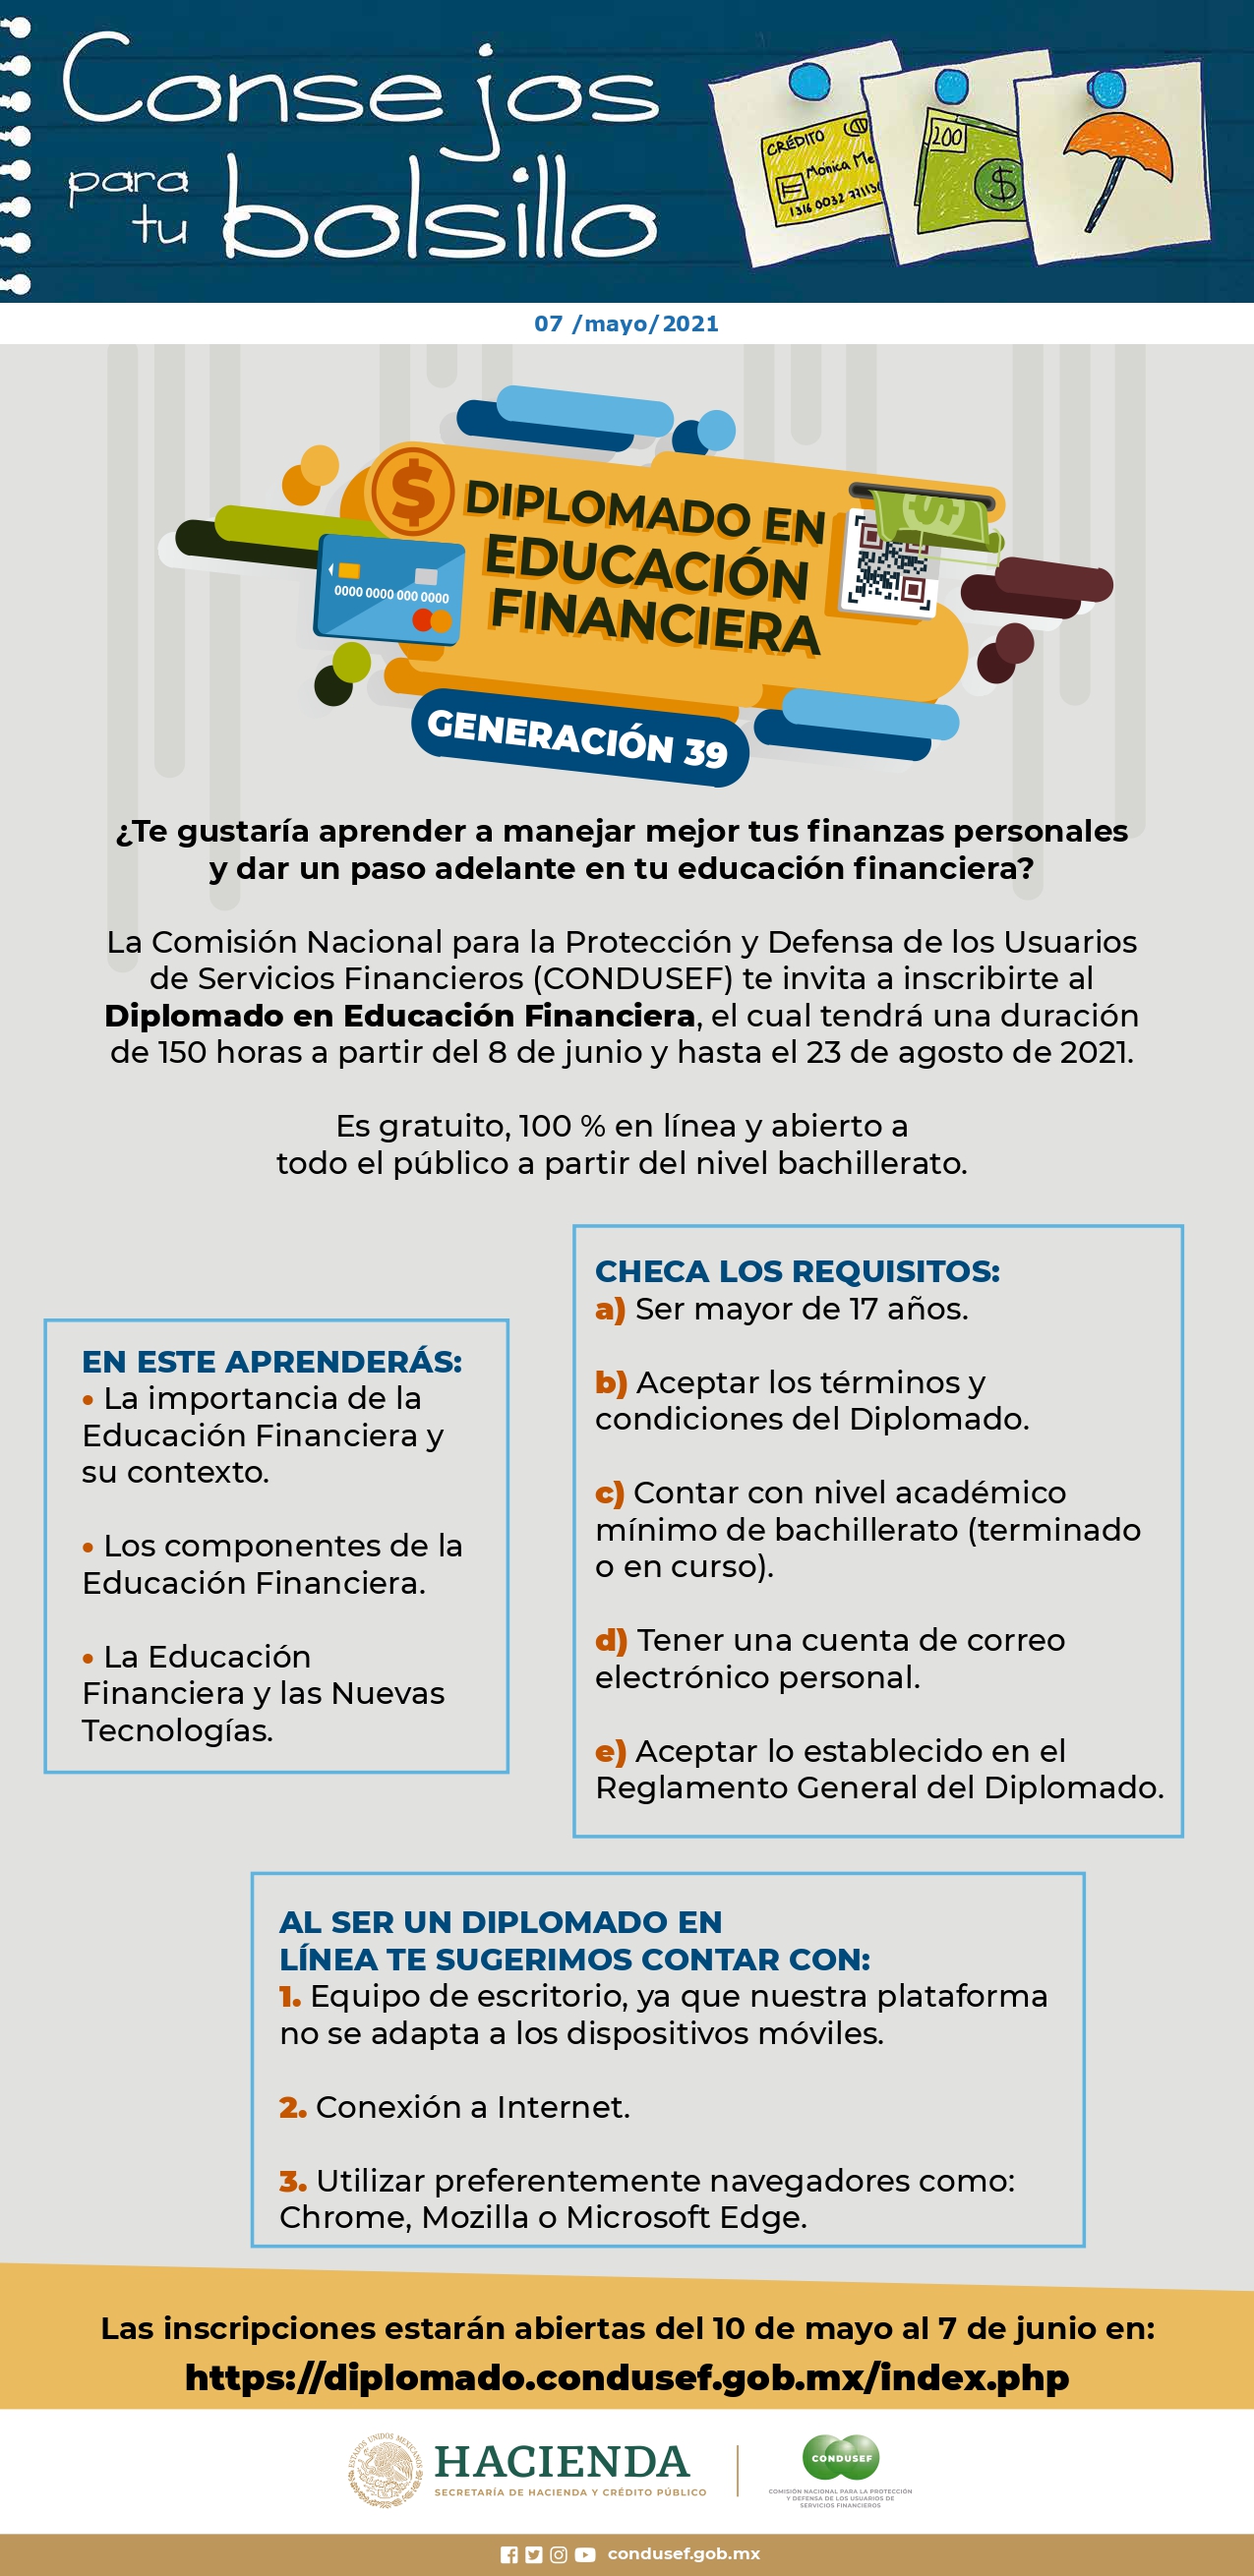 Consejos
para
tu bolsillo
CRÉDITO
Mónica Me
1316 0032 77113
200
$
07 /mayo/2021
$
DIPLOMADO EN
EDUCACIÓN
FINANCIERA
$
0000 0000 000 0000
GENERACIÓN 39
¿Te gustaría aprender a manejar mejor tus finanzas personales
y dar un paso adelante en tu educación financiera?
La Comisión Nacional para la Protección y Defensa de los Usuarios
de Servicios Financieros (CONDUSEF) te invita a inscribirte al
Diplomado en Educación Financiera, el cual tendrá una duración
de 150 horas a partir del 8 de junio y hasta el 23 de agosto de 2021.
Es gratuito, 100 % en línea y abierto a
todo el público a partir del nivel bachillerato.
EN ESTE APRENDERÁS:
• La importancia de la
Educación Financiera y
su contexto.
• Los componentes de la
Educación Financiera.
• La Educación
Financiera y las Nuevas
Tecnologías.
CHECA LOS REQUISITOS:
a) Ser mayor de 17 años.
b) Aceptar los términos y
condiciones del Diplomado.
c) Contar con nivel académico
mínimo de bachillerato (terminado
o en curso).
d) Tener una cuenta de correo
electrónico personal.
e) Aceptar lo establecido en el
Reglamento General del Diplomado.
AL SER UN DIPLOMADO EN
LÍNEA TE SUGERIMOS CONTAR CON:
1. Equipo de escritorio, ya que nuestra plataforma
no se adapta a los dispositivos móviles.
2. Conexión a Internet.
3. Utilizar preferentemente navegadores como:
Chrome, Mozilla o Microsoft Edge.
Las inscripciones estarán abiertas del 10 de mayo al 7 de junio en:
https://diplomado.condusef.gob.mx/index.php
ESTADOS UNIDOS MEXICANOS
HACIENDA
SECRETARÍA DE HACIENDA Y CRÉDITO PÚBLICO
CONDUSEF
COMISIÓN NACIONAL PARA LA PROTECCIÓN
Y DEFENSA DE LOS USUARIOS DE
SERVICIOS FINANCIEROS
condusef.gob.mx